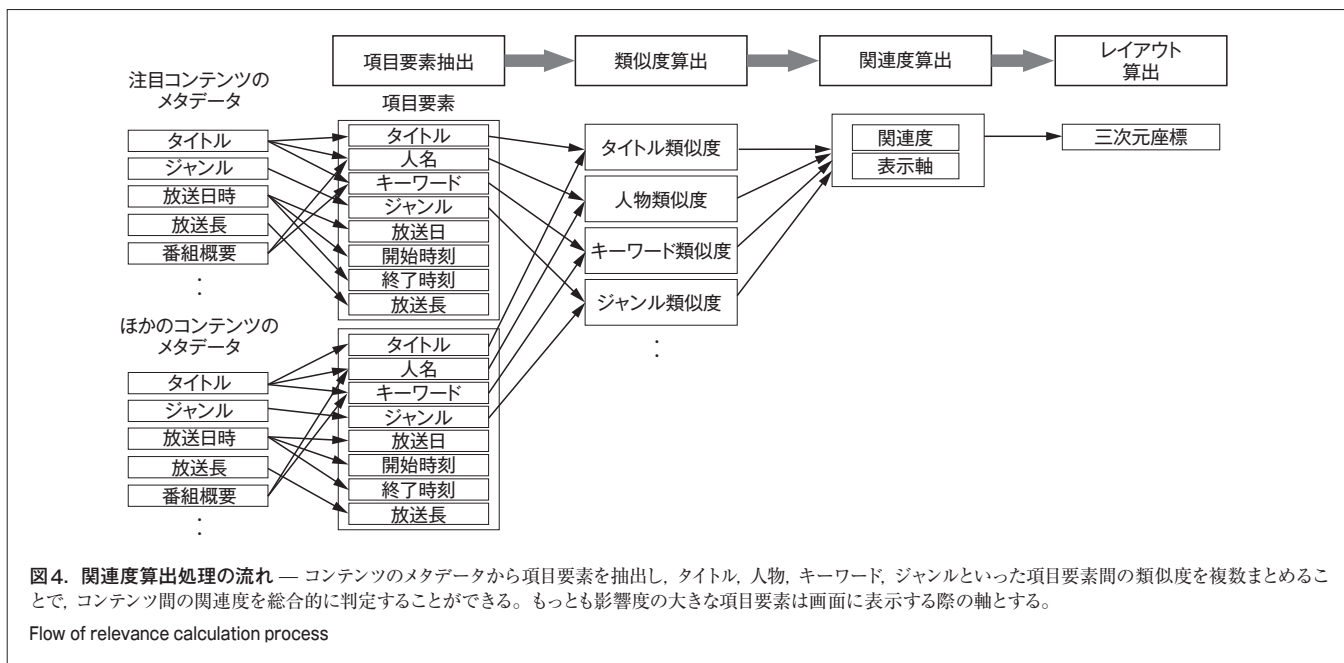 項目要素抽出
類似度算出
関連度算出
レイアウト
算出
注目コンテンツの
メタデータ
タイトル
ジャンル
放送日時
放送長
番組概要
：
項目要素
タイトル
人名
キーワード
ジャンル
放送日
開始時刻
終了時刻
放送長
タイトル類似度
人物類似度
キーワード類似度
ジャンル類似度
：
関連度
表示軸
三次元座標
ほかのコンテンツの
メタデータ
タイトル
ジャンル
放送日時
放送長
番組概要
：
タイトル
人名
キーワード
ジャンル
放送日
開始時刻
終了時刻
放送長
図4. 関連度算出処理の流れ — コンテンツのメタデータから項目要素を抽出し，タイトル，人物，キーワード，ジャンルといった項目要素間の類似度を複数まとめるこ
とで，コンテンツ間の関連度を総合的に判定することができる。もっとも影響度の大きな項目要素は画面に表示する際の軸とする。
Flow of relevance calculation process